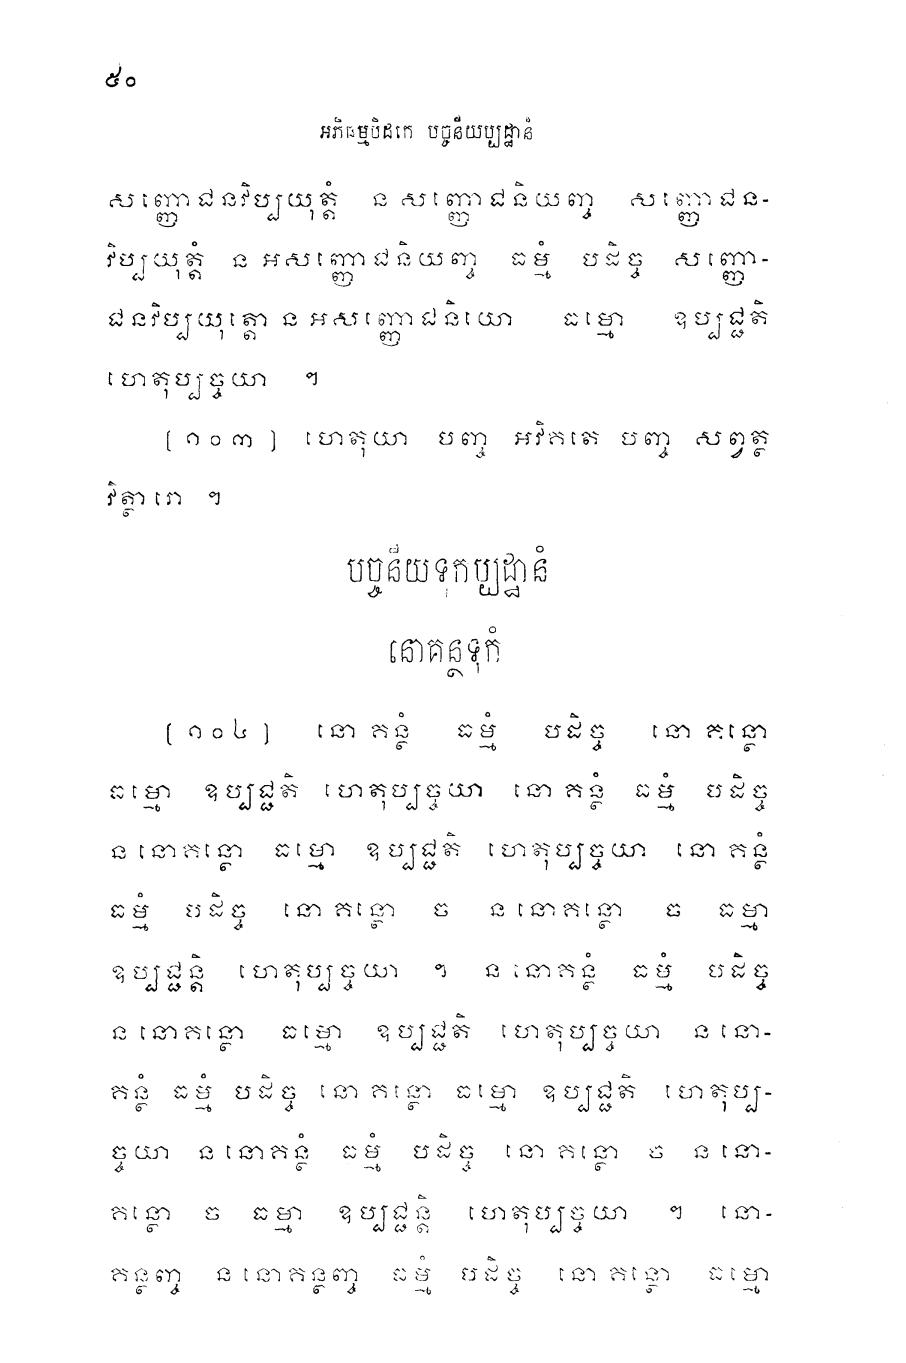 ៥០
អភិធម្មបិដកេ បច្ចនីយប្បដ្ឋានំ
សញ្ញោជនវិប្បយុត្តំ ន សញ្ញោជនិយញ្ច សញ្ញោជន-
វិប្បយុត្តំ ន អសញ្ញោជនិយញ្ច ធម្មំ បដិច្ច សញ្ញោ-
ជនវិប្បយុត្តោ ន អសញ្ញោជនិយោ ធម្មោ ឧប្បជ្ជតិ
ហេតុប្បច្ចយា ។
[ ១០៣ ] ហេតុយា បញ្ច អវិគតេ បញ្ច សព្វត្ថ
វិត្ថារោ ។
បច្ចនីយទុកប្បដ្ឋានំ
នោគន្ថទុកំ
[ ១០៤ ] នោ គន្ថំ ធម្មំ បដិច្ច នោ គន្ថោ
ធម្មោ ឧប្បជ្ជតិ ហេតុប្បច្ចយា នោ គន្ថំ ធម្មំ បដិច្ច
ន នោគន្ថោ ធម្មោ ឧប្បជ្ជតិ ហេតុប្បច្ចយា នោ គន្ថំ
ធម្មំ បដិច្ច នោ គន្ថោ ច ន នោគន្ថោ ច ធម្មា
ឧប្បជ្ជន្តិ ហេតុប្បច្ចយា ។ ន នោគន្ថំ ធម្មំ បដិច្ច
ន នោគន្ថោ ធម្មោ ឧប្បជ្ជតិ ហេតុប្បច្ចយា ន នោ-
គន្ថំ ធម្មំ បដិច្ច នោ គន្ថោ ធម្មោ ឧប្បជ្ជតិ ហេតុប្ប-
ច្ចយា ន នោគន្ថំ ធម្មំ បដិច្ច នោ គន្ថោ ច ន នោ-
គន្ថោ ច ធម្មា ឧប្បជ្ជន្តិ ហេតុប្បច្ចយា ។ នោ-
គន្ថញ្ច ន នោគន្ថញ្ច ធម្មំ បដិច្ច នោ គន្ថោ ធម្មោ